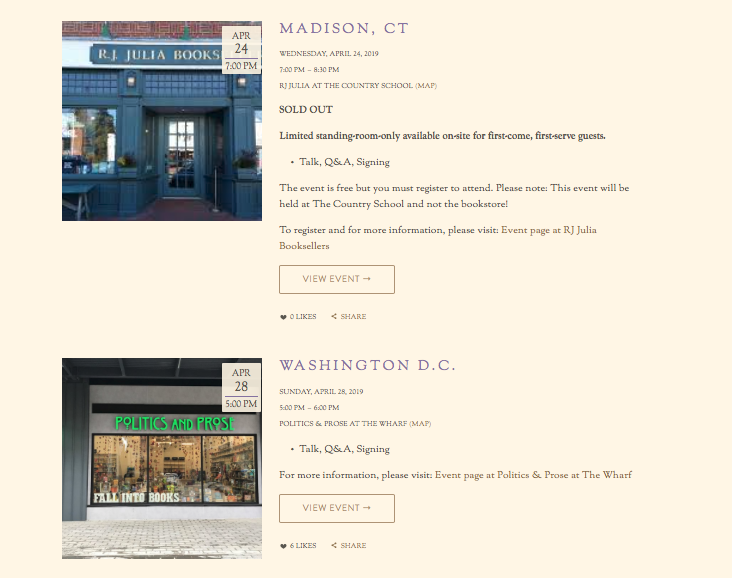 R.J. JULIA BOOKS
APR
24
7:00 PM
MADISON, CT
WEDNESDAY, APRIL 24, 2019
7:00 PM – 8:30 PM
RJ JULIA AT THE COUNTRY SCHOOL (MAP)
SOLD OUT
Limited standing-room-only available on-site for first-come, first-serve guests.
• Talk, Q&A, Signing
The event is free but you must register to attend. Please note: This event will be
held at The Country School and not the bookstore!
To register and for more information, please visit: Event page at RJ Julia
Booksellers
VIEW EVENT →
0 LIKES SHARE
APR
28
5:00 PM
POLITICS AND PROSE
FALL INTO BOOKS
WASHINGTON D.C.
SUNDAY, APRIL 28, 2019
5:00 PM – 6:00 PM
POLITICS & PROSE AT THE WHARF (MAP)
• Talk, Q&A, Signing
For more information, please visit: Event page at Politics & Prose at The Wharf
VIEW EVENT →
6 LIKES SHARE